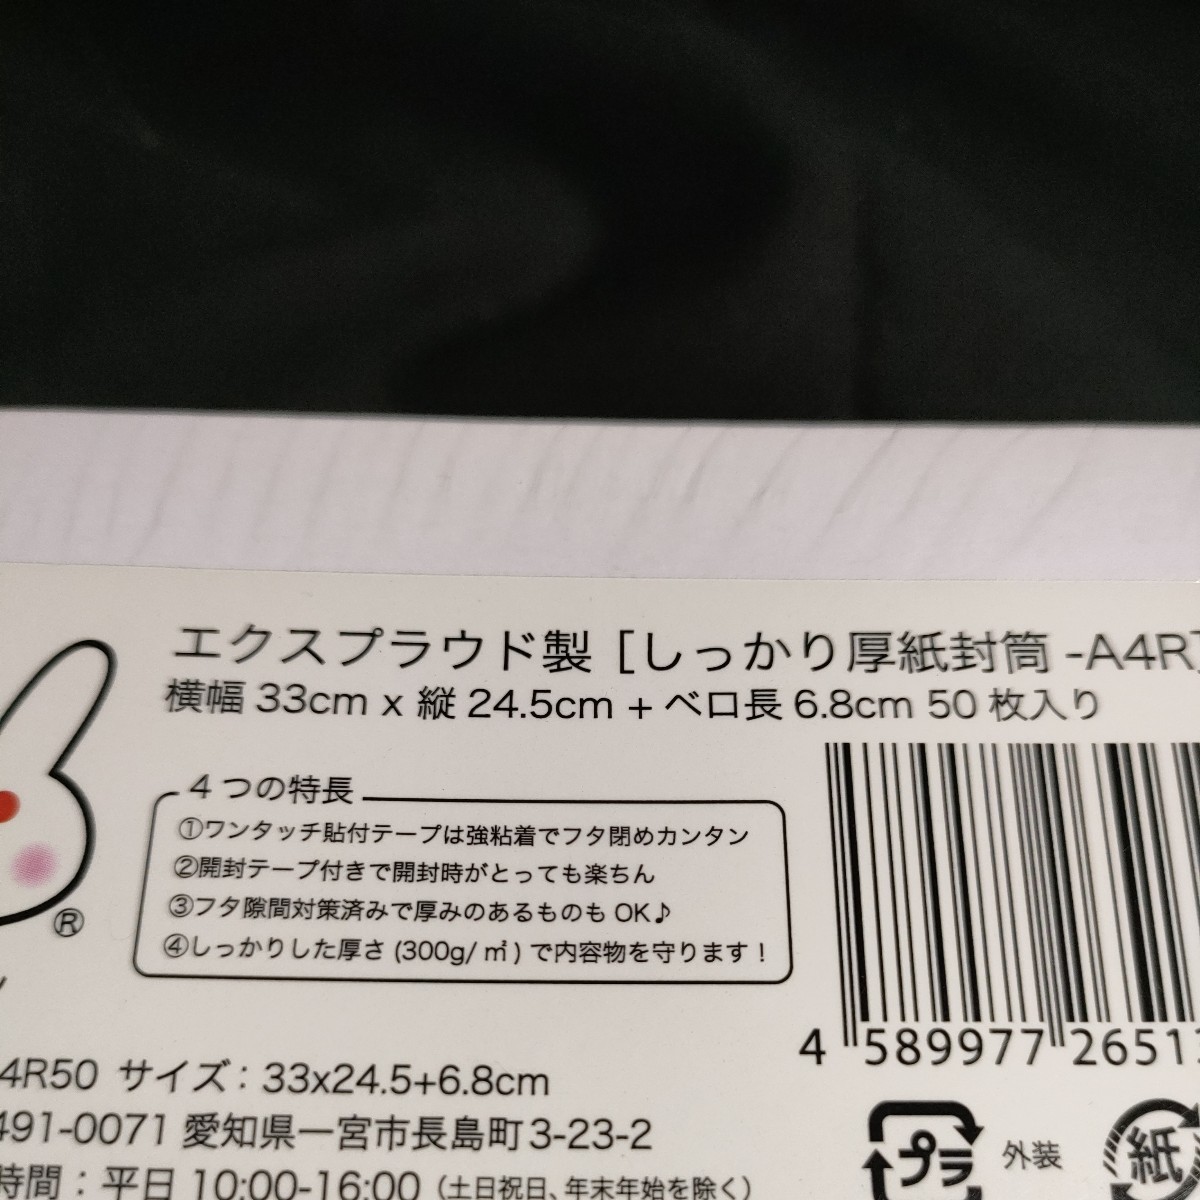 エクスプラウド製 [しっかり厚紙封筒 -A4R]
横幅 33cm x 縦 24.5cm + ベロ長 6.8cm 50 枚入り
4つの特長
①ワンタッチ貼付テープは強粘着でフタ閉めカンタン
②開封テープ付きで開封時がとっても楽ちん
③フタ隙間対策済みで厚みのあるものも OK♪
④しっかりした厚さ (300g/㎡) で内容物を守ります！
®
4 589977 2651
4R50 サイズ：33x24.5+6.8cm
491-0071 愛知県一宮市長島町3-23-2
時間：平日 10:00-16:00（土日祝日、年末年始を除く）
プラ 外装 紙